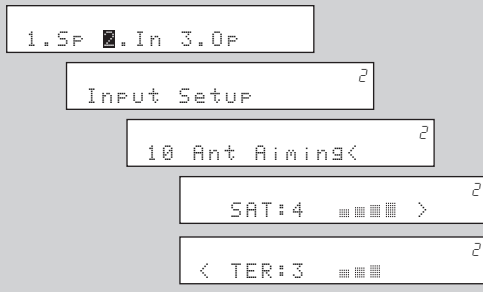 1.Sp 2.In 3.Op
2
Input Setup
2
10 Ant Aiming<
2
SAT:4 >
2
< TER:3